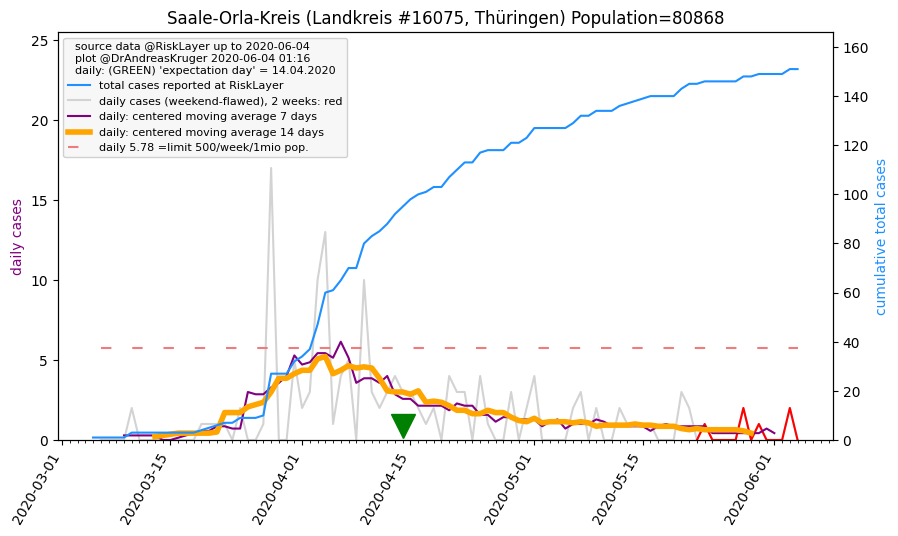 Saale-Orla-Kreis (Landkreis #16075, Thüringen) Population=80868
source data @RiskLayer up to 2020-06-04
plot @DrAndreasKruger 2020-06-04 01:16
daily: (GREEN) 'expectation day' = 14.04.2020
total cases reported at RiskLayer
daily cases (weekend-flawed), 2 weeks: red
daily: centered moving average 7 days
daily: centered moving average 14 days
daily 5.78 =limit 500/week/1mio pop.
daily cases
25
20
15
10
5
0
160
140
120
100
80
60
40
20
0
cumulative total cases
2020-03-01
2020-03-15
2020-04-01
2020-04-15
2020-05-01
2020-05-15
2020-06-01